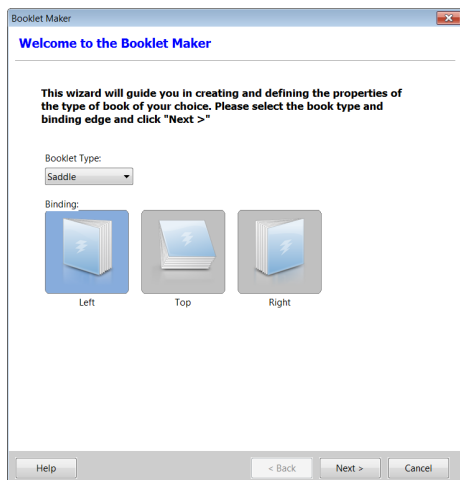 Booklet Maker
Welcome to the Booklet Maker
This wizard will guide you in creating and defining the properties of
the type of book of your choice. Please select the book type and
binding edge and click "Next >"
Booklet Type:
Saddle
Binding:
Left Top Right
Help < Back Next > Cancel